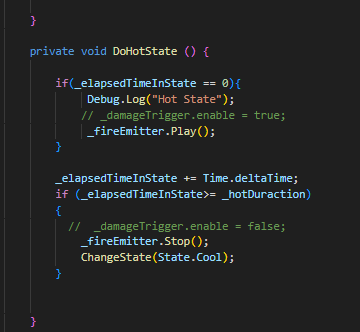 }
private void DoHotState () {
if(_elapsedTimeInState == 0){
Debug.Log("Hot State");
// _damageTrigger.enable = true;
_fireEmitter.Play();
}
_elapsedTimeInState += Time.deltaTime;
if (_elapsedTimeInState>= _hotDuraction)
{
//  _damageTrigger.enable = false;
_fireEmitter.Stop();
ChangeState(State.Cool);
}
}